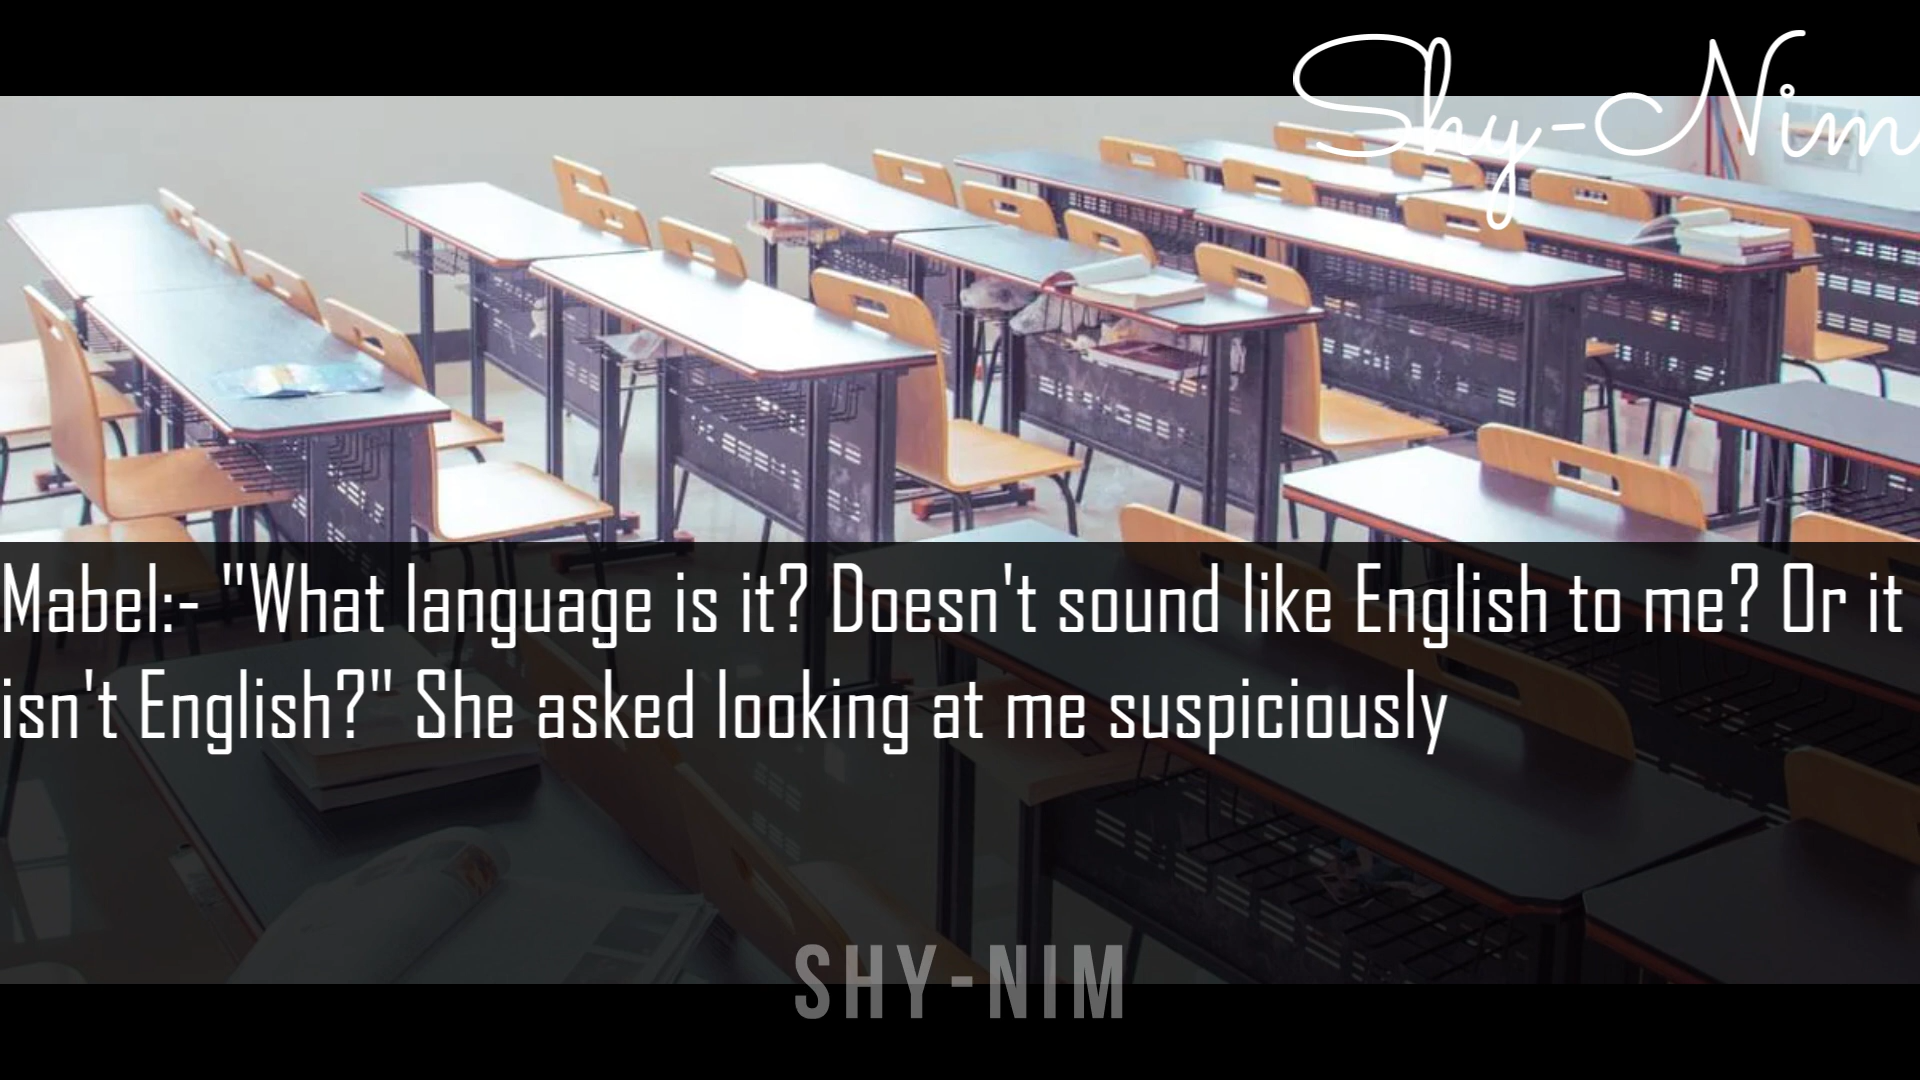 Shy-Nim
Mabel:- "What language is it? Doesn't sound like English to me? Or it
isn't English?" She asked looking at me suspiciously
SHY-NIM